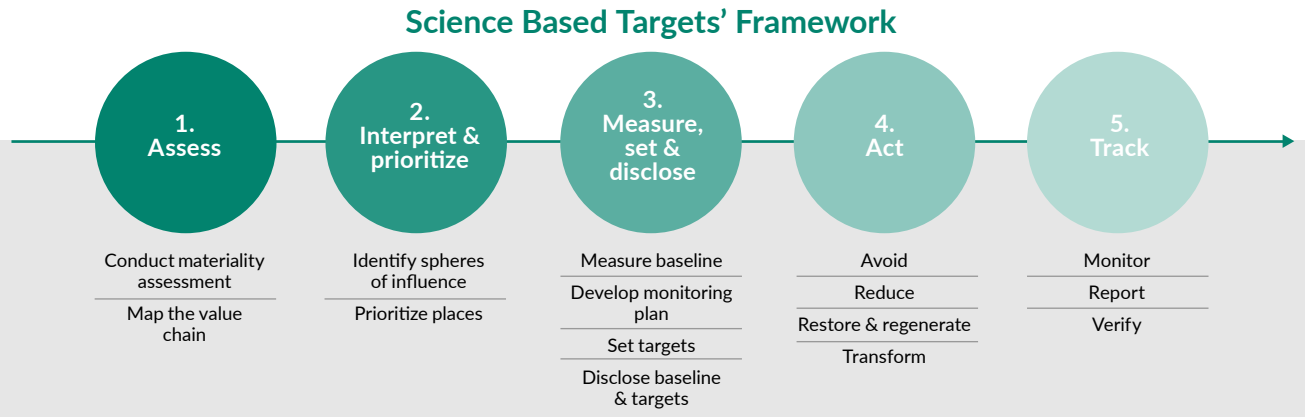 Science Based Targets’ Framework
1.
Assess
2.
Interpret &
prioritize
3.
Measure,
set &
disclose
4.
Act
5.
Track
Conduct materiality
assessment
Map the value
chain
Identify spheres
of influence
Prioritize places
Measure baseline
Develop monitoring
plan
Set targets
Disclose baseline
& targets
Avoid
Reduce
Restore & regenerate
Transform
Monitor
Report
Verify